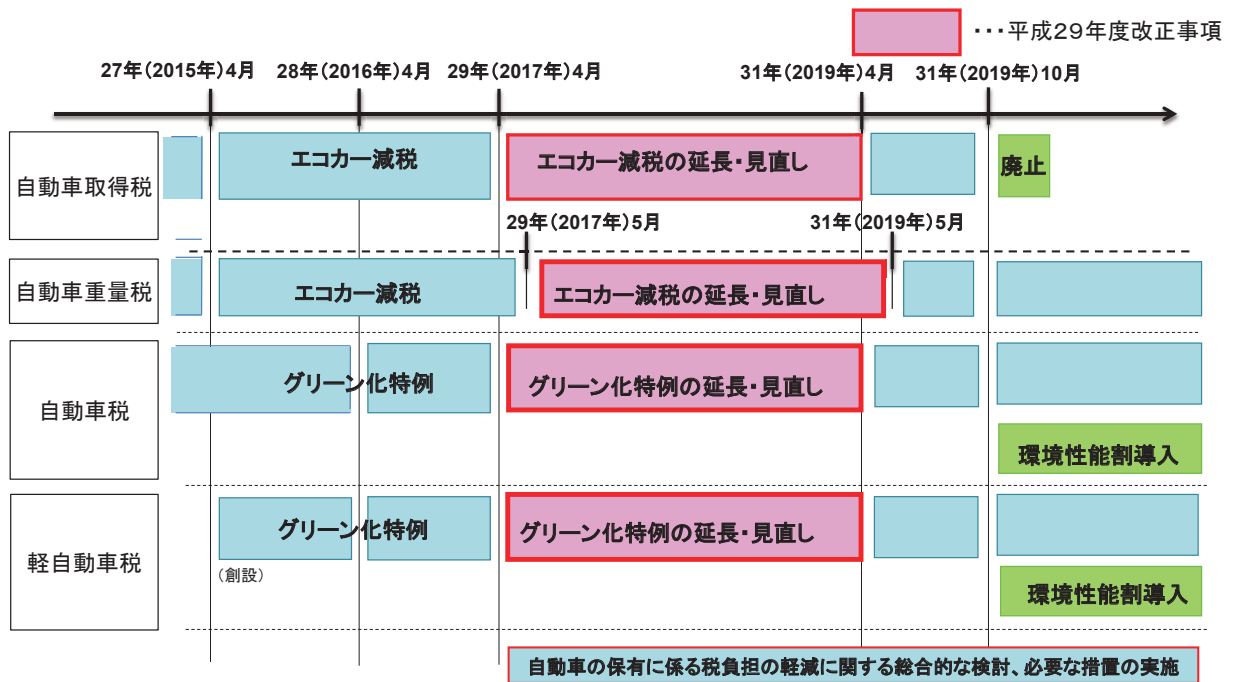 ・・・平成29年度改正事項
27年(2015年)4月 28年(2016年)4月 29年(2017年)4月 31年(2019年)4月 31年(2019年)10月
自動車取得税
エコカー減税
エコカー減税の延長・見直し
廃止
29年(2017年)5月 31年(2019年)5月
自動車重量税
エコカー減税
エコカー減税の延長・見直し
自動車税
グリーン化特例
グリーン化特例の延長・見直し
環境性能割導入
軽自動車税
グリーン化特例
グリーン化特例の延長・見直し
(創設)
環境性能割導入
自動車の保有に係る税負担の軽減に関する総合的な検討、必要な措置の実施